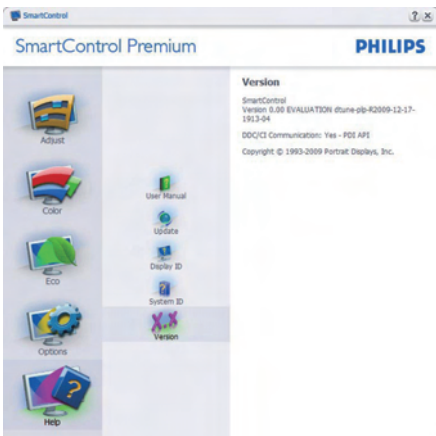 SmartControl
SmartControl Premium
PHILIPS
Adjust
Color
Eco
Options
Help
User Manual
Update
Display ID
System ID
X.X
Version
Version
SmartControl
Version 0.00 EVALUATION dtune-plp-R2009-12-17-
1913-04
DDC/CI Communication: Yes - PDI API
Copyright © 1993-2009 Portrait Displays, Inc.